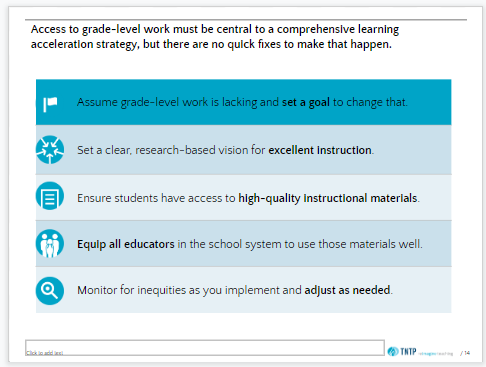 Access to grade-level work must be central to a comprehensive learning
acceleration strategy, but there are no quick fixes to make that happen.
Assume grade-level work is lacking and set a goal to change that.
Set a clear, research-based vision for excellent instruction.
Ensure students have access to high-quality instructional materials.
Equip all educators in the school system to use those materials well.
Monitor for inequities as you implement and adjust as needed.
Click to add text
TNTP
/ 14